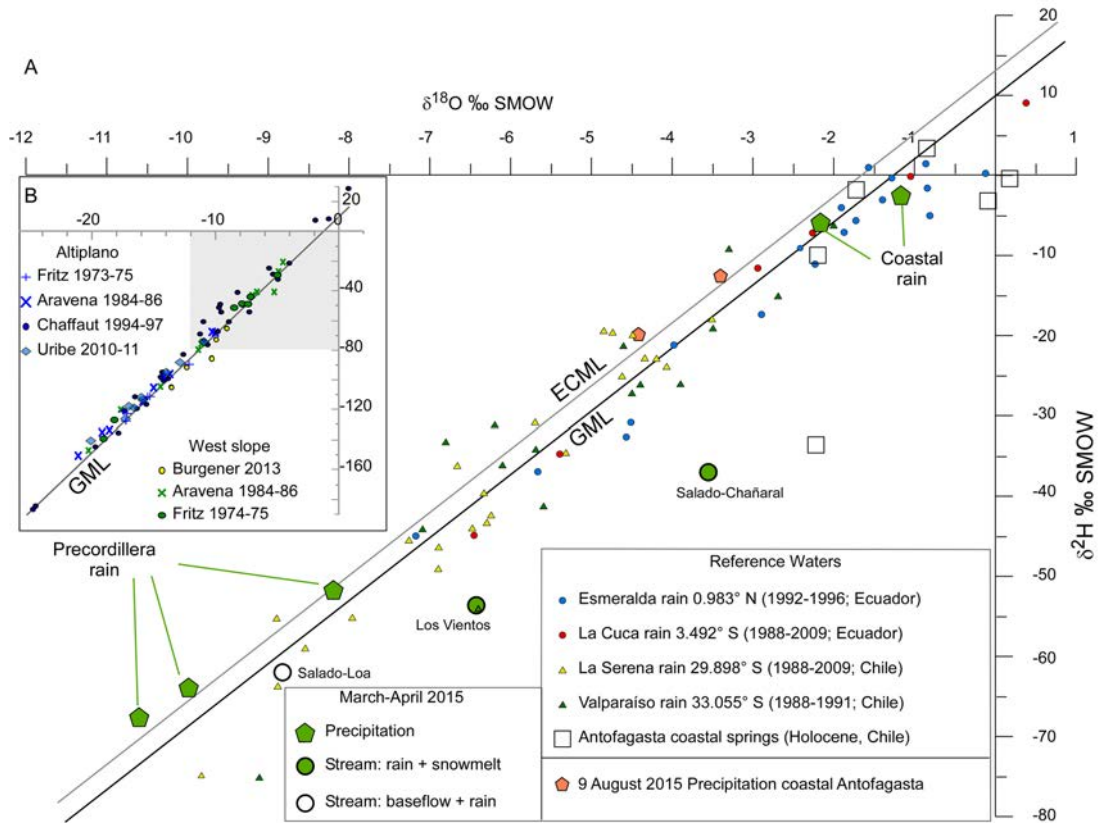 A
δ18O ‰ SMOW
-12 -11 -10 -9 -8 -7 -6 -5 -4 -3 -2 -1 1
20
10
-10
-20
-30
-40
-50
-60
-70
-80
δ2H ‰ SMOW
B
-20 -10 0
20
-40
-80
-120
-160
Altiplano
Fritz 1973-75
Aravena 1984-86
Chaffaut 1994-97
Uribe 2010-11
West slope
Burgener 2013
Aravena 1984-86
Fritz 1974-75
GML
ECML
GML
Coastal
rain
Salado-Chañaral
Precordillera
rain
Los Vientos
Salado-Loa
March-April 2015
Precipitation
Stream: rain + snowmelt
Stream: baseflow + rain
Reference Waters
Esmeralda rain 0.983° N (1992-1996; Ecuador)
La Cuca rain 3.492° S (1988-2009; Ecuador)
La Serena rain 29.898° S (1988-2009; Chile)
Valparaíso rain 33.055° S (1988-1991; Chile)
Antofagasta coastal springs (Holocene, Chile)
9 August 2015 Precipitation coastal Antofagasta